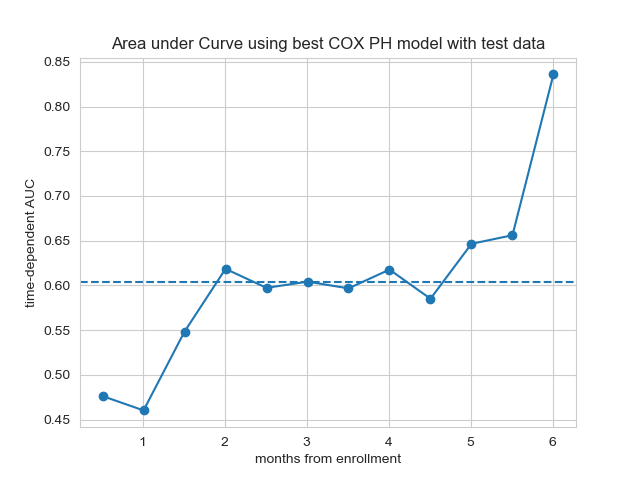 Area under Curve using best COX PH model with test data
0.85
0.80
0.75
0.70
0.65
0.60
0.55
0.50
0.45
time-dependent AUC
1 2 3 4 5 6
months from enrollment